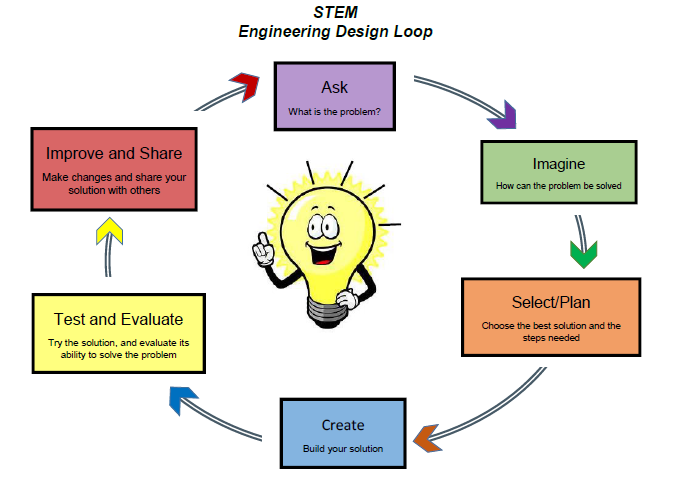 STEM
Engineering Design Loop
Ask
What is the problem?
Imagine
How can the problem be solved
Select/Plan
Choose the best solution and the
steps needed
Create
Build your solution
Test and Evaluate
Try the solution, and evaluate its
ability to solve the problem
Improve and Share
Make changes and share your
solution with others